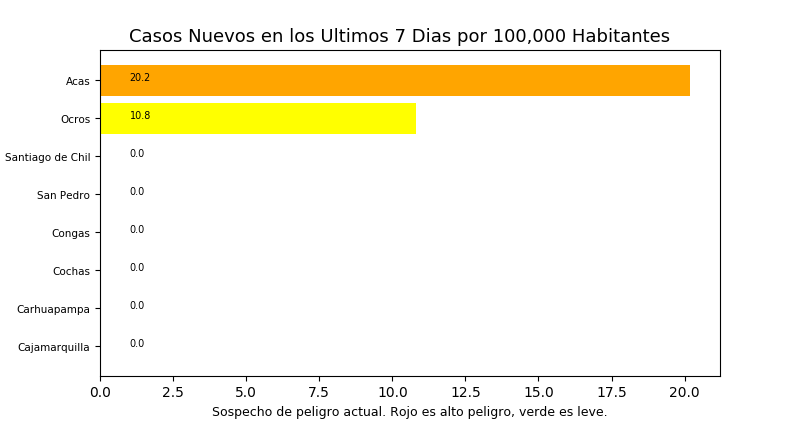 Casos Nuevos en los Ultimos 7 Dias por 100,000 Habitantes
Acas 20.2
Ocros 10.8
Santiago de Chil 0.0
San Pedro 0.0
Congas 0.0
Cochas 0.0
Carhuapampa 0.0
Cajamarquilla 0.0
0.0 2.5 5.0 7.5 10.0 12.5 15.0 17.5 20.0
Sospecho de peligro actual. Rojo es alto peligro, verde es leve.